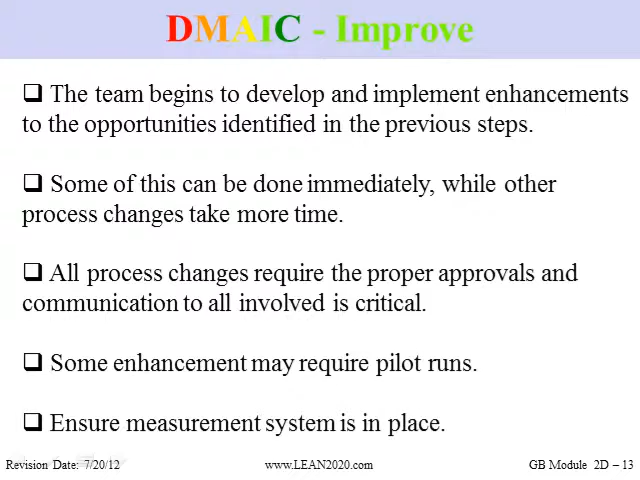 DMAIC - Improve
❑ The team begins to develop and implement enhancements
to the opportunities identified in the previous steps.
❑ Some of this can be done immediately, while other
process changes take more time.
❑ All process changes require the proper approvals and
communication to all involved is critical.
❑ Some enhancement may require pilot runs.
❑ Ensure measurement system is in place.
Revision Date: 7/20/12 www.LEAN2020.com GB Module 2D – 13